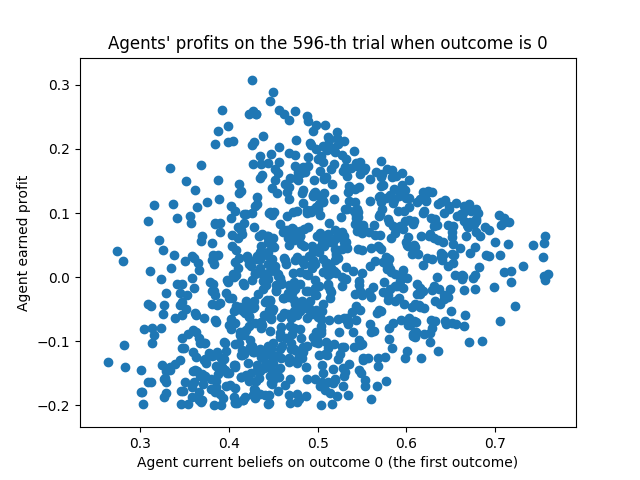 Agents' profits on the 596-th trial when outcome is 0
0.3
0.2
0.1
0.0
−0.1
−0.2
Agent earned profit
0.3 0.4 0.5 0.6 0.7
Agent current beliefs on outcome 0 (the first outcome)